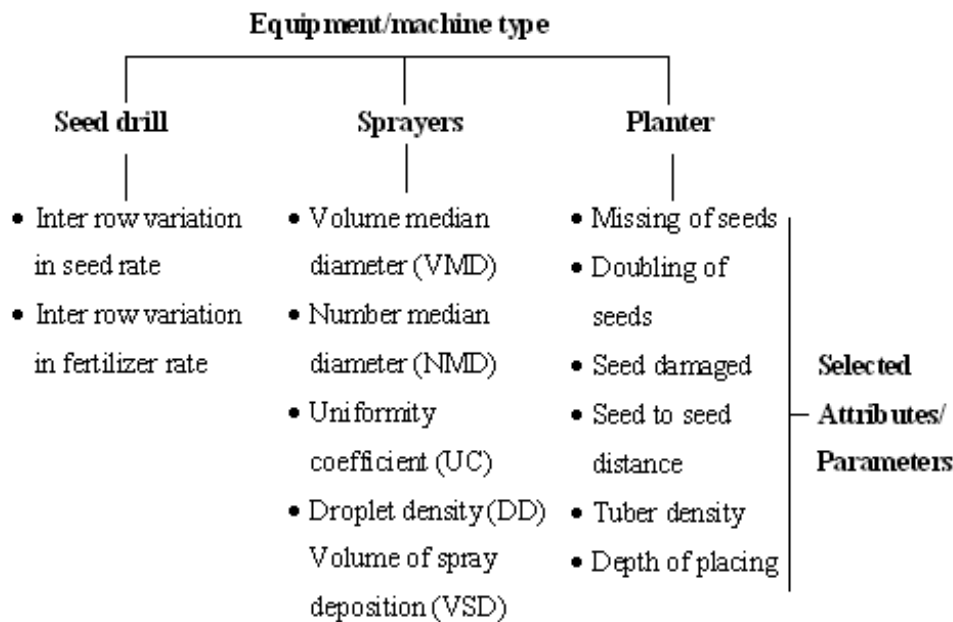 Equipment/machine type
Seed drill
Sprayers
Planter
• Inter row variation
in seed rate
• Inter row variation
in fertilizer rate
• Volume median
diameter (VMD)
• Number median
diameter (NMD)
• Uniformity
coefficient (UC)
• Droplet density (DD)
Volume of spray
deposition (VSD)
• Missing of seeds
• Doubling of
seeds
• Seed damaged
• Seed to seed
distance
• Tuber density
• Depth of placing
Selected
Attributes/
Parameters